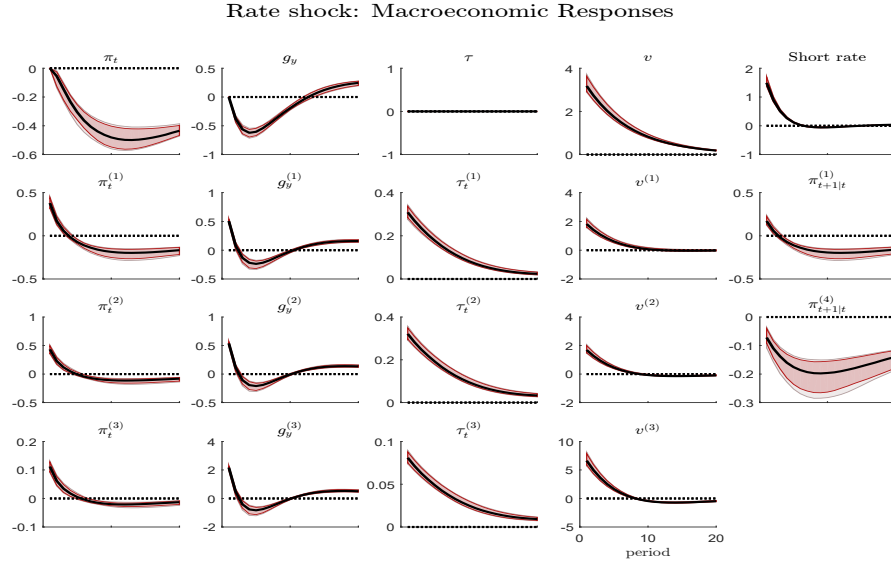 Rate shock: Macroeconomic Responses
π_t g_y τ v Short rate
0 -0.2 -0.4 -0.6
0.5 0 -0.5 -1
1 0 -1
4 2 0
2 1 0 -1
π_t^{(1)} g_y^{(1)} τ_t^{(1)} v^{(1)} π_{t+1|t}^{(1)}
0.5 0 -0.5
1 0.5 0 -0.5
0.4 0.2 0
4 2 0 -2
0.5 0 -0.5
π_t^{(2)} g_y^{(2)} τ_t^{(2)} v^{(2)} π_{t+1|t}^{(4)}
1 0.5 0 -0.5
1 0.5 0 -0.5
0.4 0.2 0
4 2 0 -2
0 -0.1 -0.2 -0.3
π_t^{(3)} g_y^{(3)} τ_t^{(3)} v^{(3)}
0.2 0.1 0 -0.1
4 2 0 -2
0.1 0.05 0
10 5 0 -5
0 10 20
period